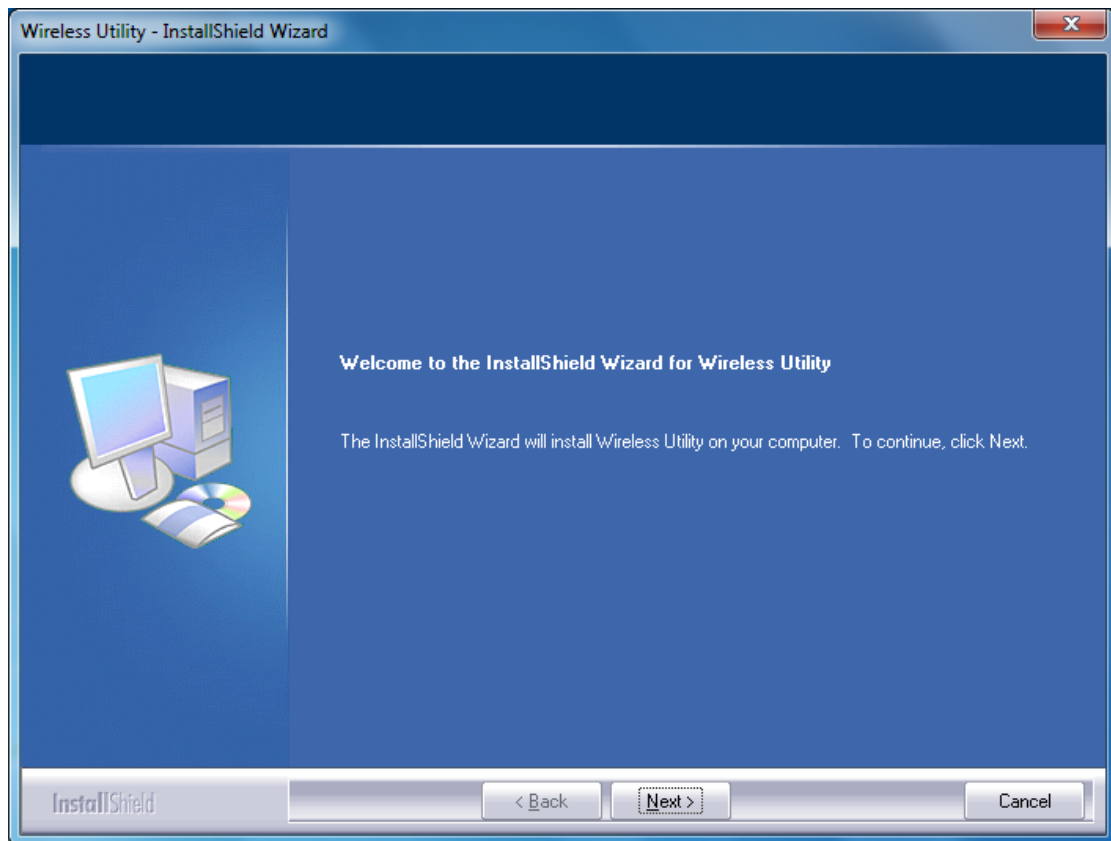 Wireless Utility - InstallShield Wizard
Welcome to the InstallShield Wizard for Wireless Utility
The InstallShield Wizard will install Wireless Utility on your computer. To continue, click Next.
InstallShield
< Back
Next >
Cancel